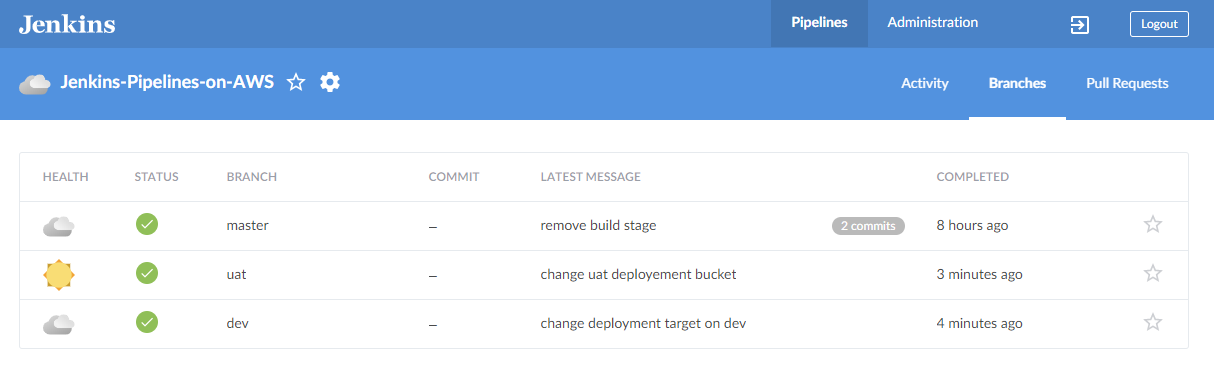 Jenkins Pipelines Administration Logout
Jenkins-Pipelines-on-AWS Activity Branches Pull Requests
HEALTH STATUS BRANCH COMMIT LATEST MESSAGE COMPLETED
master – remove build stage 2 commits 8 hours ago
uat – change uat deployement bucket 3 minutes ago
dev – change deployment target on dev 4 minutes ago